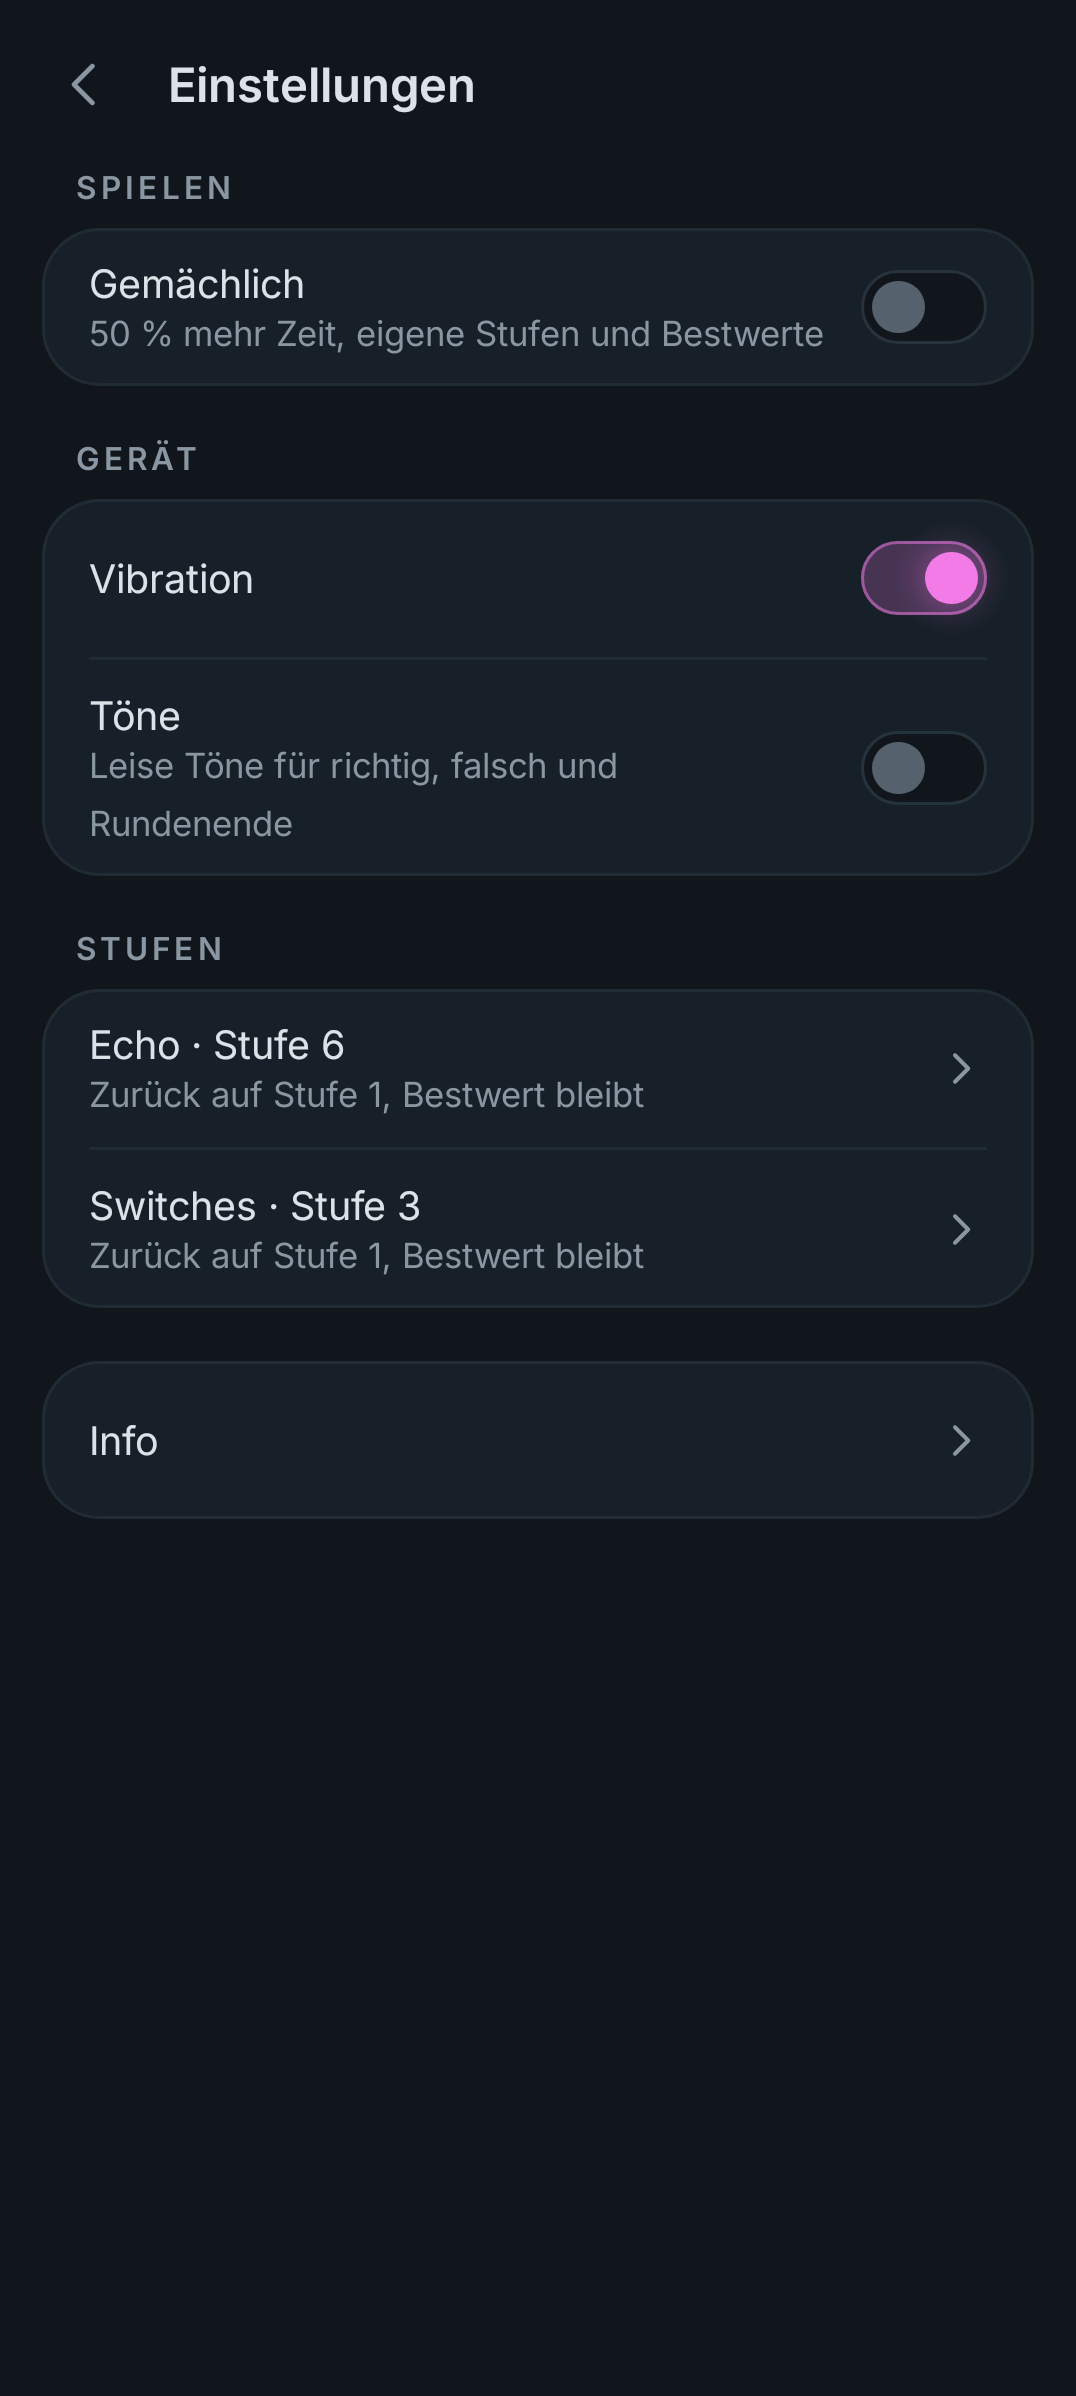 Einstellungen
SPIELEN
Gemächlich
50 % mehr Zeit, eigene Stufen und Bestwerte
GERÄT
Vibration
Töne
Leise Töne für richtig, falsch und
Rundenende
STUFEN
Echo · Stufe 6
Zurück auf Stufe 1, Bestwert bleibt
Switches · Stufe 3
Zurück auf Stufe 1, Bestwert bleibt
Info